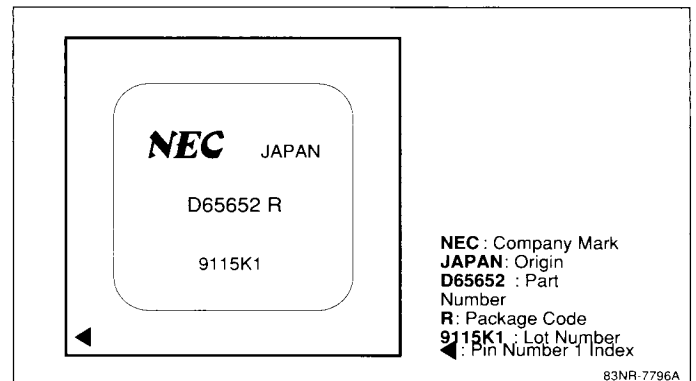 NEC JAPAN
D65652 R
9115K1
NEC : Company Mark
JAPAN: Origin
D65652 : Part
Number
R: Package Code
9115K1 : Lot Number
◀: Pin Number 1 Index
83NR-7796A